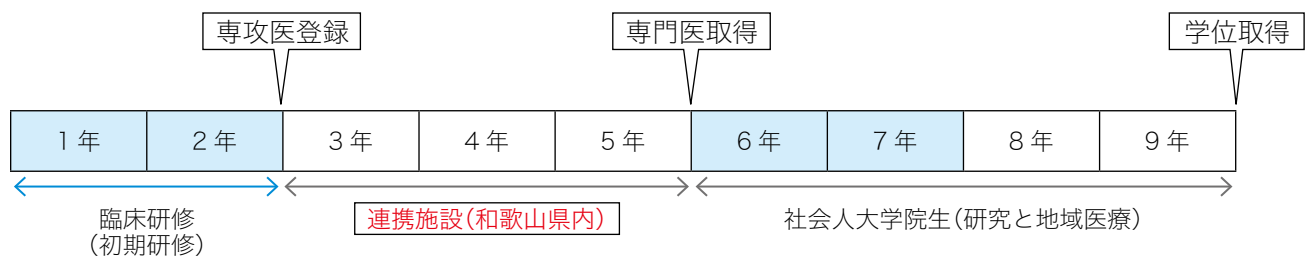 専攻医登録
専門医取得
学位取得
1年
2年
3年
4年
5年
6年
7年
8年
9年
臨床研修
(初期研修)
連携施設(和歌山県内)
社会人大学院生(研究と地域医療)